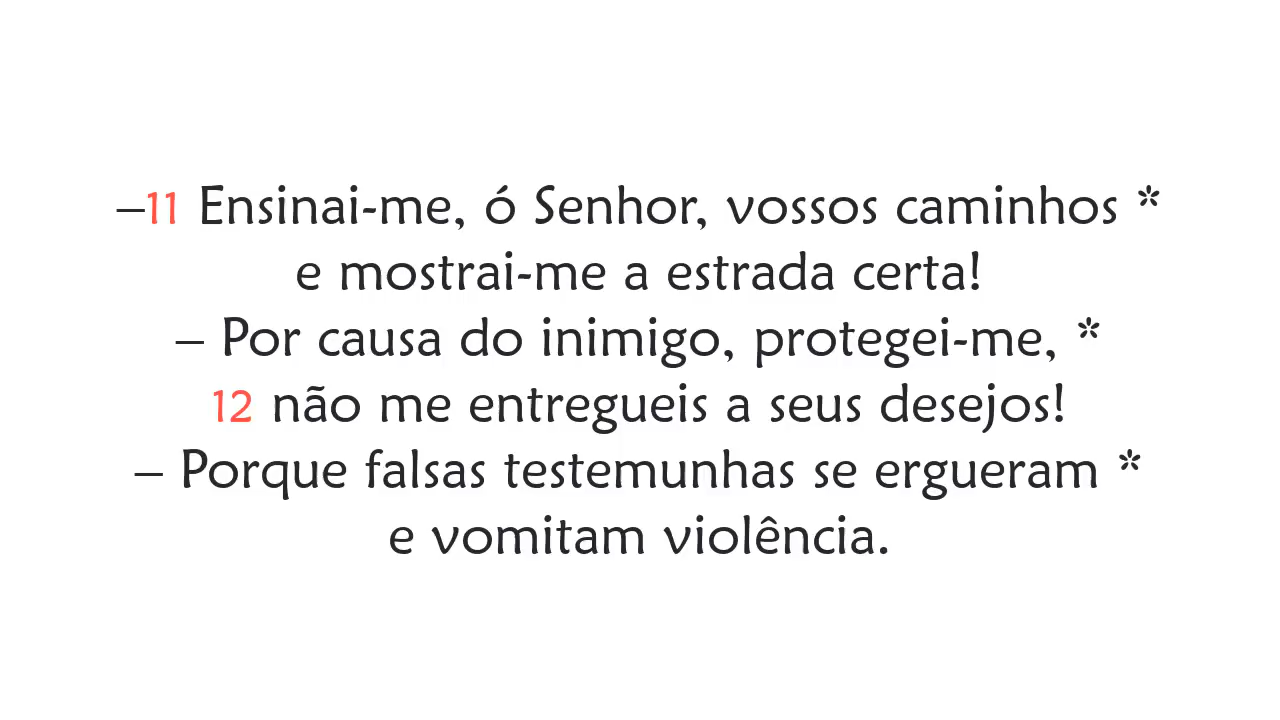 –11 Ensinai-me, ó Senhor, vossos caminhos *
e mostrai-me a estrada certa!
– Por causa do inimigo, protegei-me, *
12 não me entregueis a seus desejos!
– Porque falsas testemunhas se ergueram *
e vomitam violência.